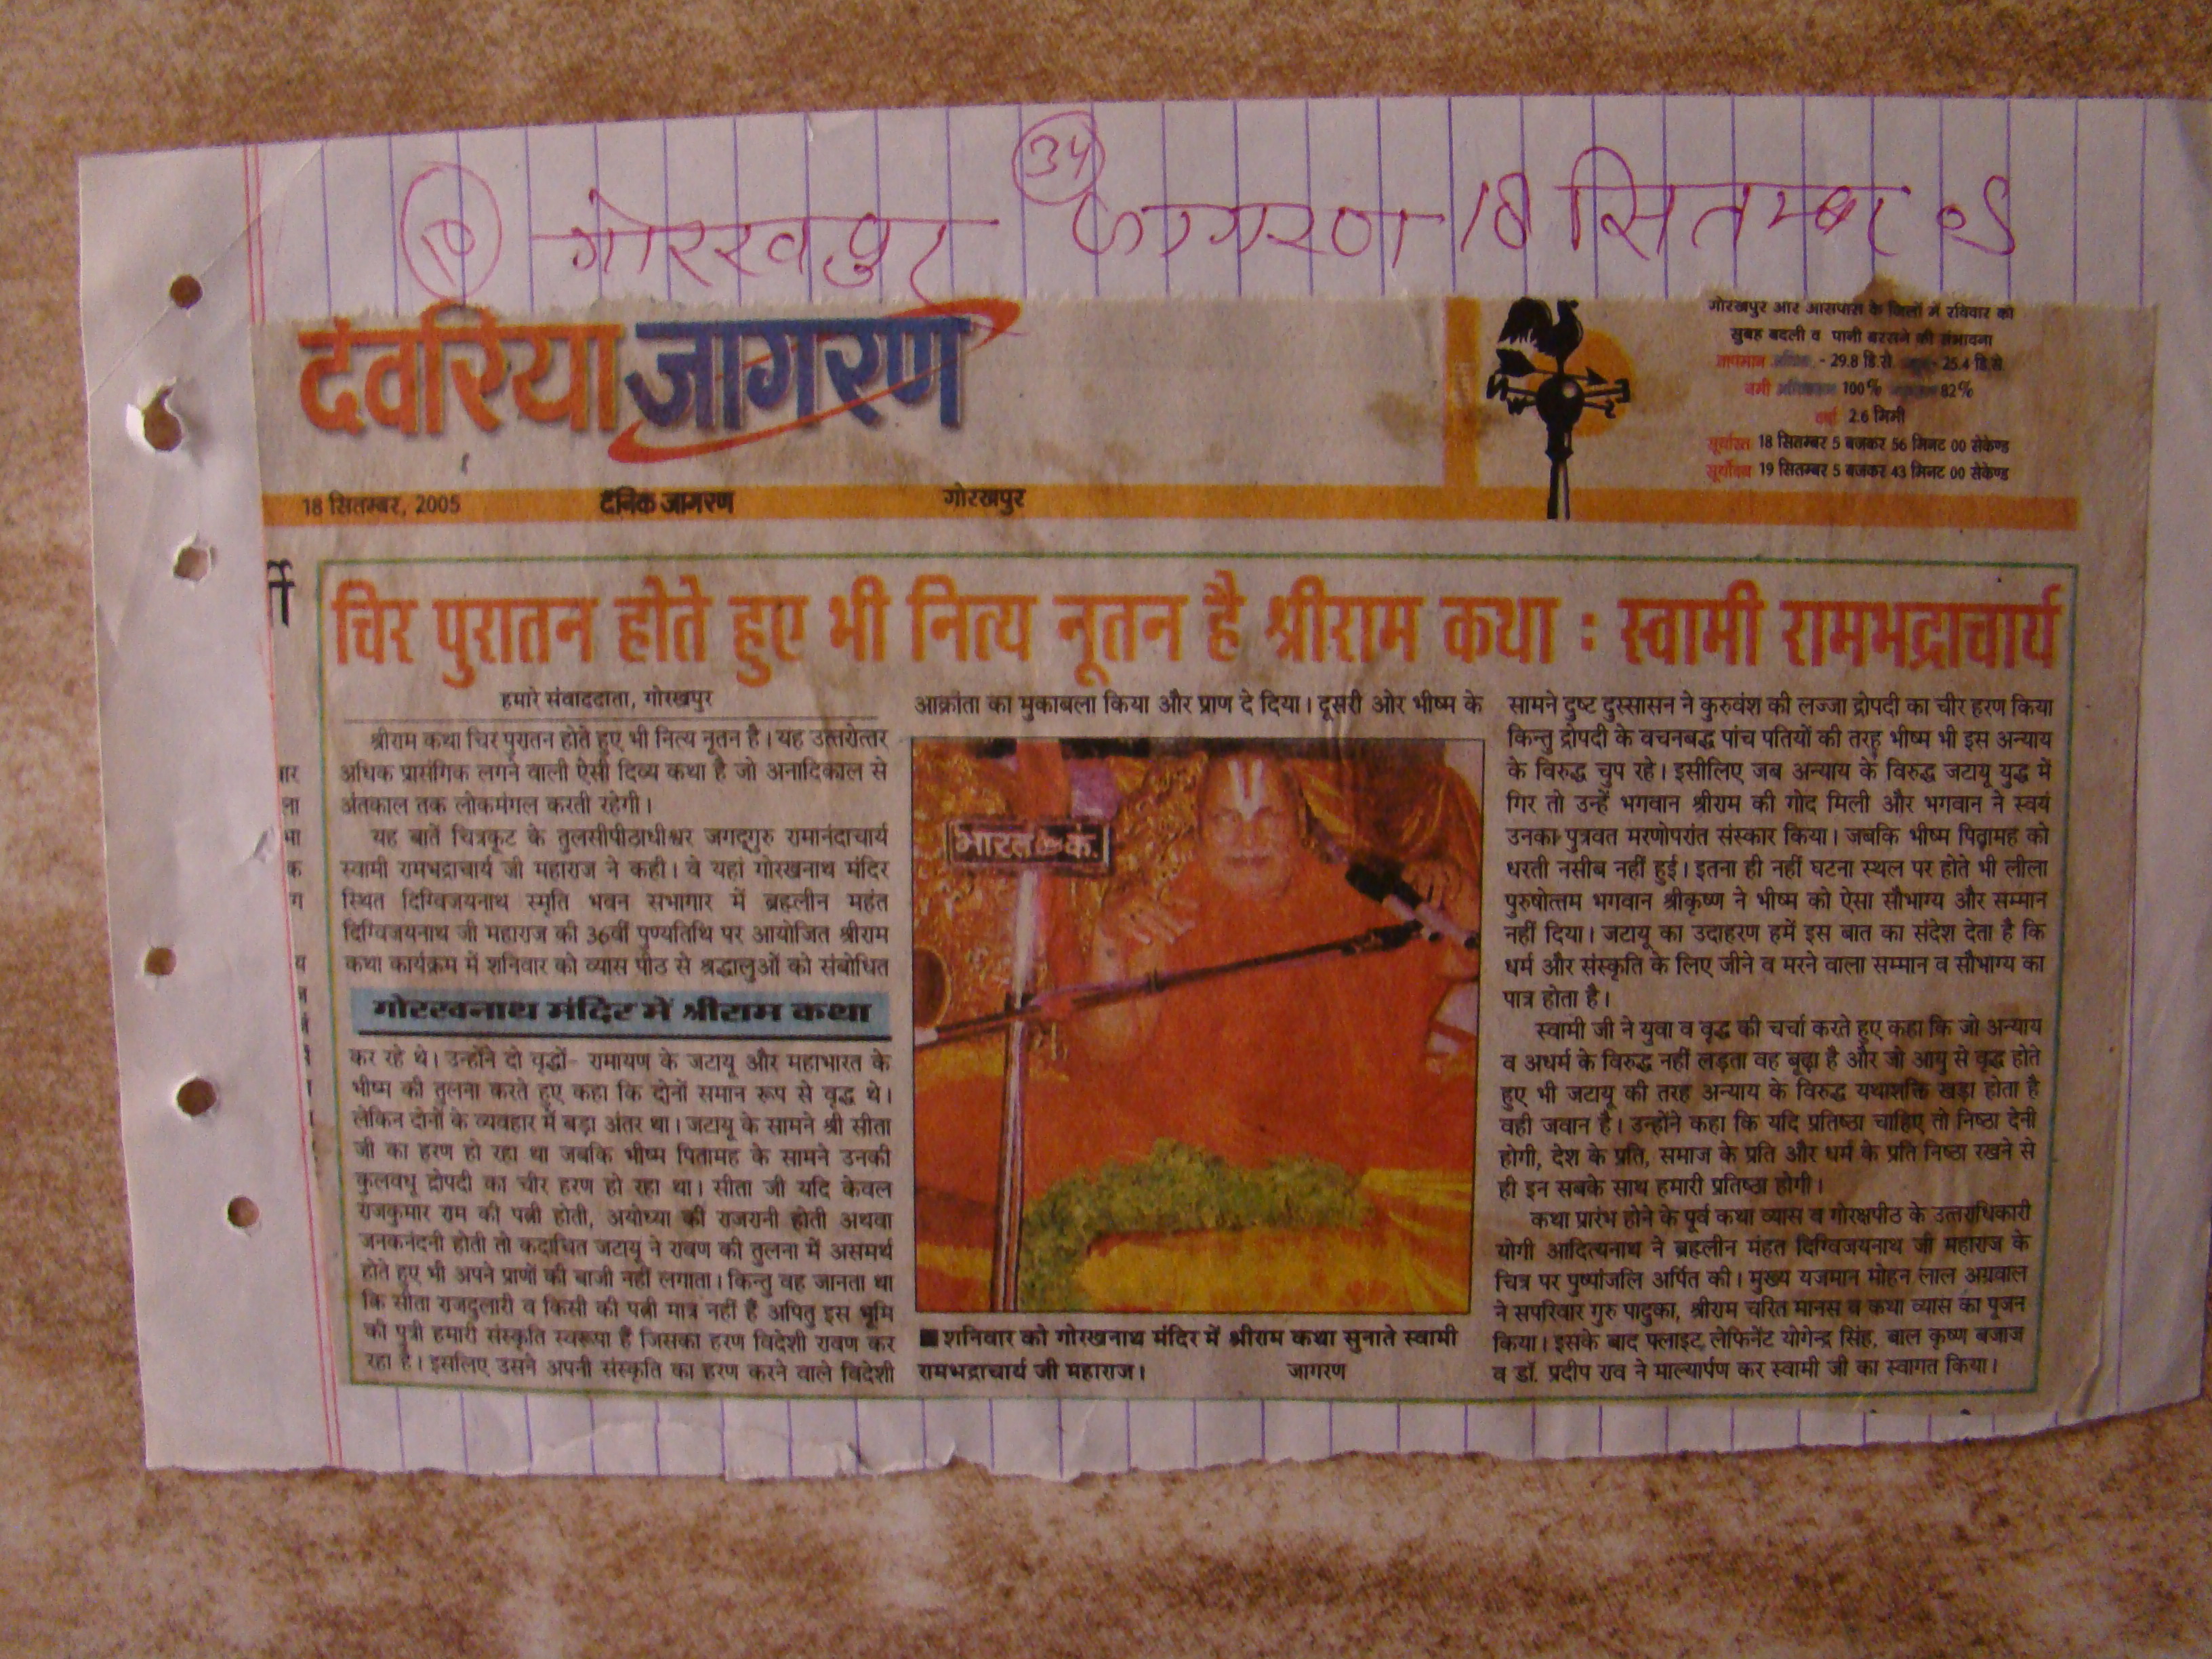 34
10 गोरखपुर जागरण 18 सितम्बर 05
देवरिया जागरण
गोरखपुर और आसपास के जिलों में रविवार को
सुबह बदली व पानी बरसने की संभावना
तापमान - 29.8 डि.से. - 25.4 डि.से.
नमी 100% 82%
वर्षा 2.6 मिमी
सूर्यास्त 18 सितम्बर 5 बजकर 56 मिनट 00 सेकेण्ड
सूर्योदय 19 सितम्बर 5 बजकर 43 मिनट 00 सेकेण्ड
18 सितम्बर, 2005 दैनिक जागरण गोरखपुर
चिर पुरातन होते हुए भी नित्य नूतन है श्रीराम कथा : स्वामी रामभद्राचार्य
हमारे संवाददाता, गोरखपुर
श्रीराम कथा चिर पुरातन होते हुए भी नित्य नूतन है। यह उत्तरोत्तर
अधिक प्रासंगिक लगने वाली ऐसी दिव्य कथा है जो अनादिकाल से
अंतकाल तक लोकमंगल करती रहेगी।
यह बातें चित्रकूट के तुलसीपीठाधीश्वर जगद्गुरु रामानंदाचार्य
स्वामी रामभद्राचार्य जी महाराज ने कही। वे यहां गोरखनाथ मंदिर
स्थित दिग्विजयनाथ स्मृति भवन सभागार में ब्रह्मलीन महंत
दिग्विजयनाथ जी महाराज की 36वीं पुण्यतिथि पर आयोजित श्रीराम
कथा कार्यक्रम में शनिवार को व्यास पीठ से श्रद्धालुओं को संबोधित
गोरखनाथ मंदिर में श्रीराम कथा
कर रहे थे। उन्होंने दो वृद्धों- रामायण के जटायू और महाभारत के
भीष्म की तुलना करते हुए कहा कि दोनों समान रूप से वृद्ध थे।
लेकिन दोनों के व्यवहार में बड़ा अंतर था। जटायू के सामने श्री सीता
जी का हरण हो रहा था जबकि भीष्म पितामह के सामने उनकी
कुलवधू द्रोपदी का चीर हरण हो रहा था। सीता जी यदि केवल
राजकुमार राम की पत्नी होती, अयोध्या की राजरानी होती अथवा
जनकनंदनी होती तो कदाचित जटायू ने रावण की तुलना में असमर्थ
होते हुए भी अपने प्राणों की बाजी नहीं लगाता। किन्तु वह जानता था
कि सीता राजदुलारी व किसी की पत्नी मात्र नहीं हैं अपितु इस भूमि
की पुत्री हमारी संस्कृति स्वरूपा हैं जिसका हरण विदेशी रावण कर
रहा है। इसलिए उसने अपनी संस्कृति का हरण करने वाले विदेशी
आक्रांता का मुकाबला किया और प्राण दे दिया। दूसरी ओर भीष्म के
भारत के.
■ शनिवार को गोरखनाथ मंदिर में श्रीराम कथा सुनाते स्वामी
रामभद्राचार्य जी महाराज। जागरण
सामने दुष्ट दुस्सासन ने कुरुवंश की लज्जा द्रोपदी का चीर हरण किया
किन्तु द्रोपदी के वचनबद्ध पांच पतियों की तरह भीष्म भी इस अन्याय
के विरुद्ध चुप रहे। इसीलिए जब अन्याय के विरुद्ध जटायू युद्ध में
गिर तो उन्हें भगवान श्रीराम की गोद मिली और भगवान ने स्वयं
उनका पुत्रवत मरणोपरांत संस्कार किया। जबकि भीष्म पितामह को
धरती नसीब नहीं हुई। इतना ही नहीं घटना स्थल पर होते भी लीला
पुरुषोत्तम भगवान श्रीकृष्ण ने भीष्म को ऐसा सौभाग्य और सम्मान
नहीं दिया। जटायू का उदाहरण हमें इस बात का संदेश देता है कि
धर्म और संस्कृति के लिए जीने व मरने वाला सम्मान व सौभाग्य का
पात्र होता है।
स्वामी जी ने युवा व वृद्ध की चर्चा करते हुए कहा कि जो अन्याय
व अधर्म के विरुद्ध नहीं लड़ता वह बूढ़ा है और जो आयु से वृद्ध होते
हुए भी जटायू की तरह अन्याय के विरुद्ध यथाशक्ति खड़ा होता है
वही जवान है। उन्होंने कहा कि यदि प्रतिष्ठा चाहिए तो निष्ठा देनी
होगी, देश के प्रति, समाज के प्रति और धर्म के प्रति निष्ठा रखने से
ही इन सबके साथ हमारी प्रतिष्ठा होगी।
कथा प्रारंभ होने के पूर्व कथा व्यास व गोरक्षपीठ के उत्तराधिकारी
योगी आदित्यनाथ ने ब्रह्मलीन मंहत दिग्विजयनाथ जी महाराज के
चित्र पर पुष्पांजलि अर्पित की। मुख्य यजमान मोहन लाल अग्रवाल
ने सपरिवार गुरु पादुका, श्रीराम चरित मानस व कथा व्यास का पूजन
किया। इसके बाद फ्लाइट लेफिनेंट योगेन्द्र सिंह, बाल कृष्ण बजाज
व डॉ. प्रदीप राव ने माल्यार्पण कर स्वामी जी का स्वागत किया।